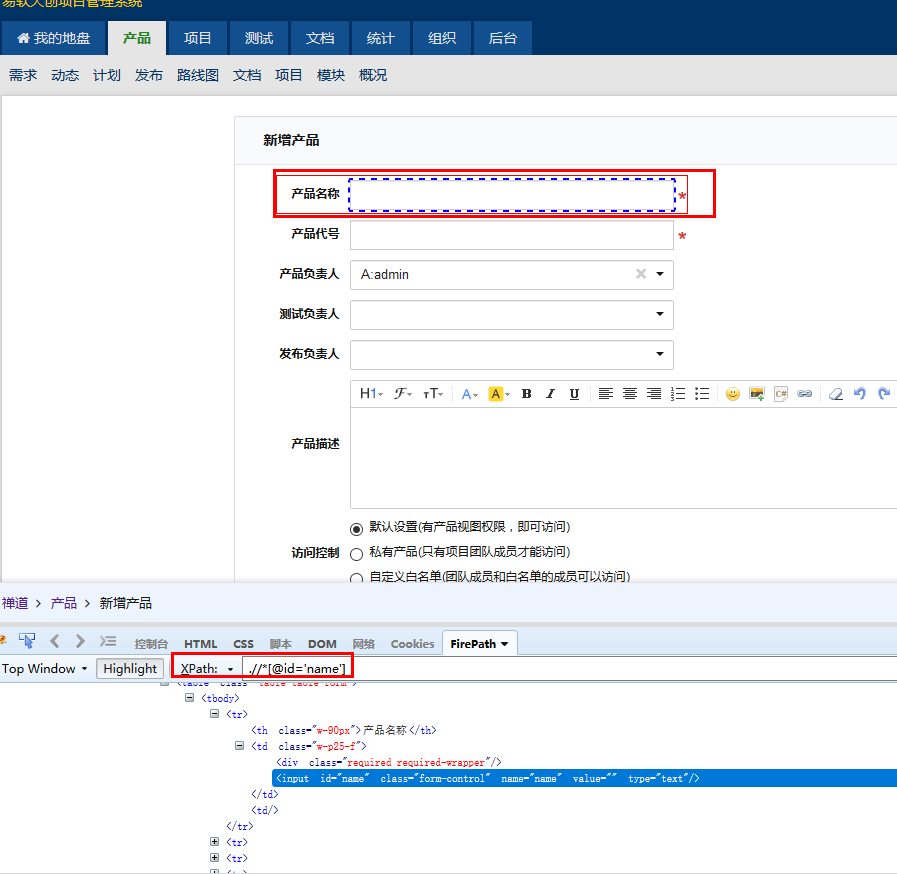 易软天创项目管理系统
我的地盘 产品 项目 测试 文档 统计 组织 后台
需求 动态 计划 发布 路线图 文档 项目 模块 概况
新增产品
产品名称 *
产品代号 *
产品负责人 A:admin
测试负责人
发布负责人
H1 ℱ тT A A B I U C#
产品描述
默认设置(有产品视图权限，即可访问)
访问控制 私有产品(只有项目团队成员才能访问)
自定义白名单(团队成员和白名单的成员可以访问)
禅道 > 产品 > 新增产品
控制台 HTML CSS 脚本 DOM 网络 Cookies FirePath
Top Window Highlight XPath: .//*[@id='name']
<table class="table table-form">
<tbody>
<tr>
<th class="w-90px">产品名称</th>
<td class="w-p25-f">
<div class="required required-wrapper"/>
<input id="name" class="form-control" name="name" value="" type="text"/>
</td>
<td/>
</tr>
<tr>
<tr>
<tr>